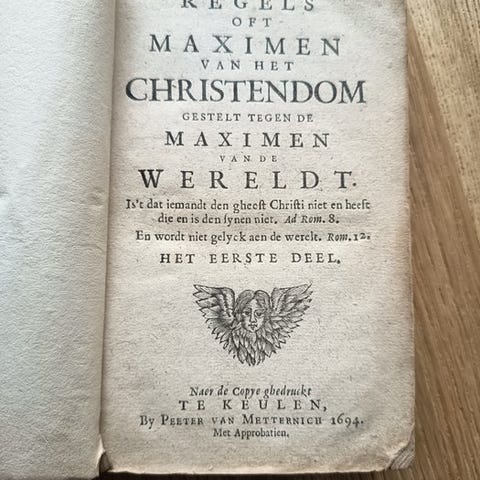 REGELS
OFT
MAXIMEN
VAN HET
CHRISTENDOM
GESTELT TEGEN DE
MAXIMEN
VAN DE
WERELDT.
Is't dat iemandt den gheest Christi niet en heeft
die en is den synen niet. Ad Rom. 8.
En wordt niet gelyck aen de werelt. Rom. 12.
HET EERSTE DEEL.
Naer de Copye ghedruckt
TE KEULEN,
By PEETER VAN METTERNICH 1694.
Met Approbatien.